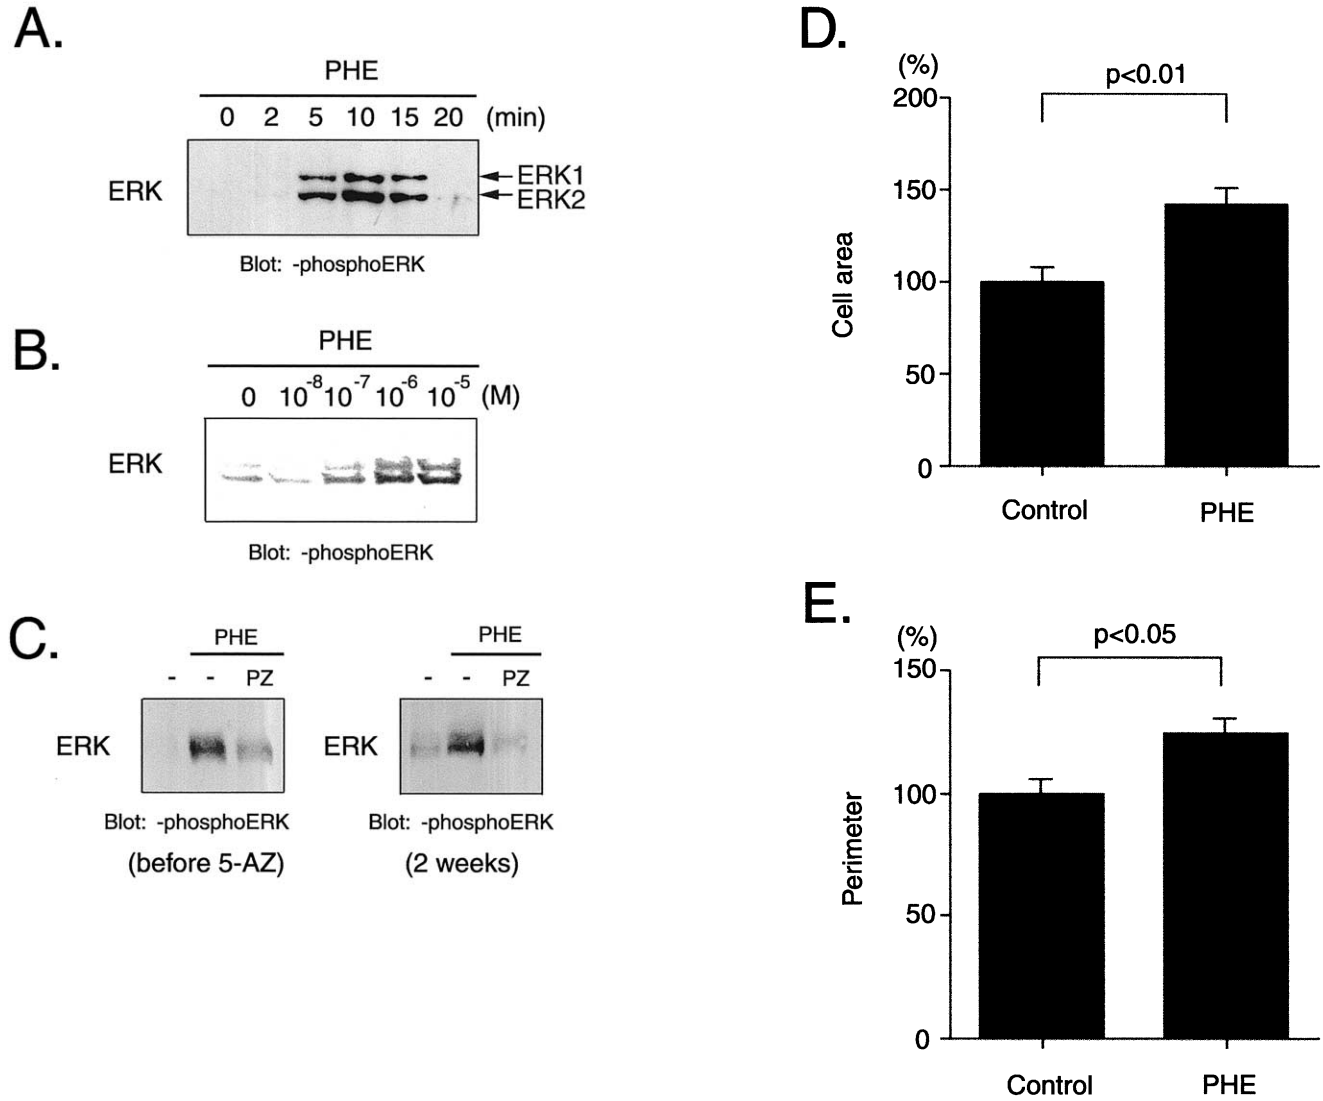 A.
PHE
0 2 5 10 15 20 (min)
ERK
ERK1
ERK2
Blot: -phosphoERK
B.
PHE
0 10-8 10-7 10-6 10-5 (M)
ERK
Blot: -phosphoERK
C.
PHE
- - PZ
ERK
Blot: -phosphoERK
(before 5-AZ)
PHE
- - PZ
ERK
Blot: -phosphoERK
(2 weeks)
D.
(%)
p<0.01
200
150
100
50
0
Cell area
Control PHE
E.
(%)
p<0.05
150
100
50
0
Perimeter
Control PHE